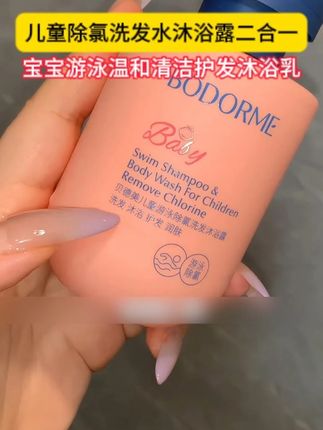 儿童除氯洗发水沐浴露二合一
宝宝游泳温和清洁护发沐浴乳
BODORME
Baby
Swim Shampoo &
Body Wash For Children
Remove Chlorine
贝德美儿童游泳除氯洗发沐浴露
洗发 沐浴 护发 润肤
游泳
除氯